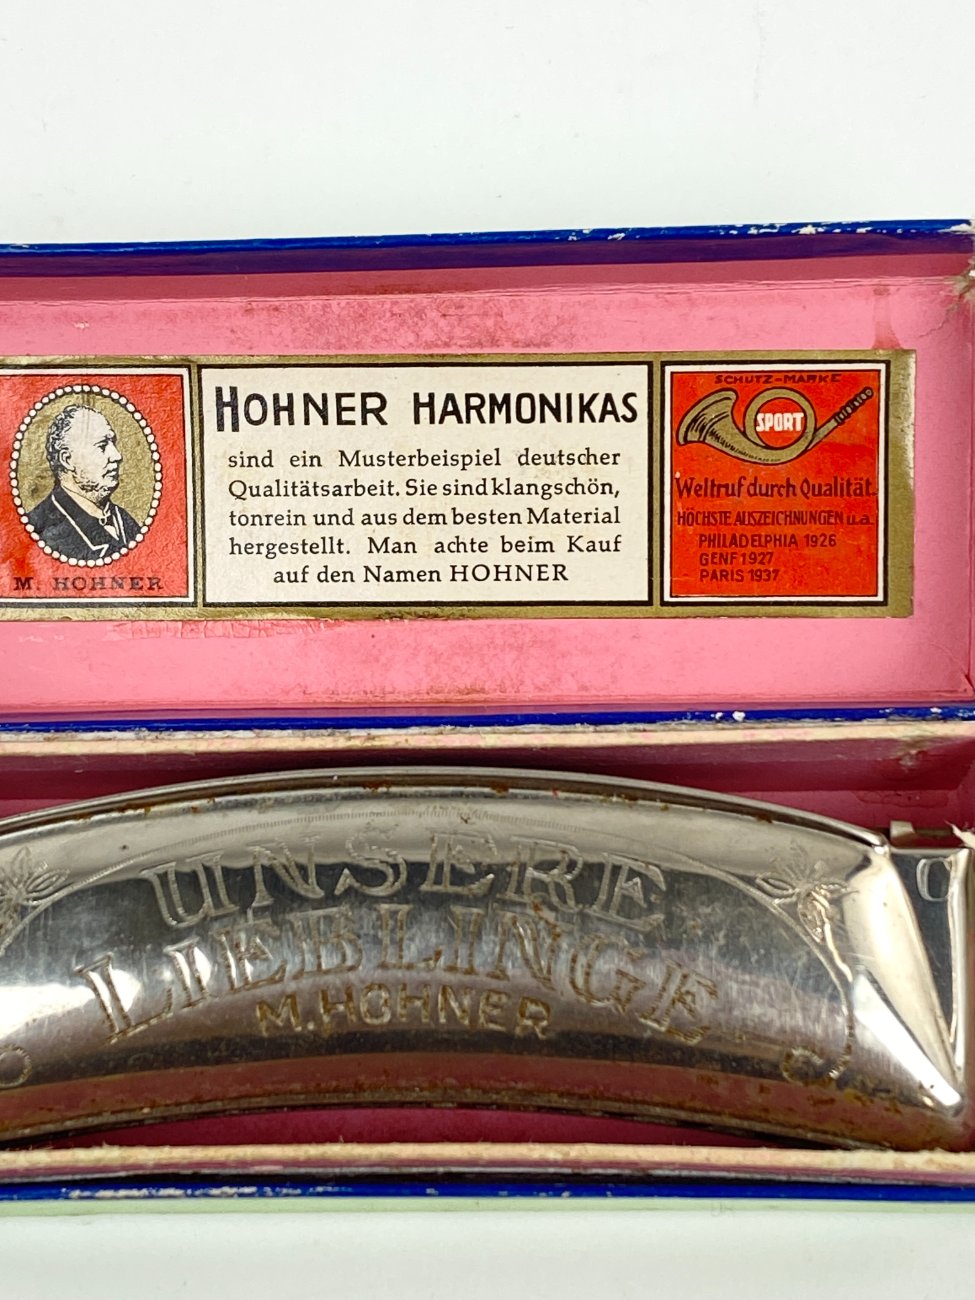 M. HOHNER
HOHNER HARMONIKAS
sind ein Musterbeispiel deutscher
Qualitätsarbeit. Sie sind klangschön,
tonrein und aus dem besten Material
hergestellt. Man achte beim Kauf
auf den Namen HOHNER
SCHUTZ-MARKE
SPORT
Weltruf durch Qualität.
HÖCHSTE AUSZEICHNUNGEN u.a.
PHILADELPHIA 1926
GENF 1927
PARIS 1937
UNSERE
LIEBLINGE
M. HOHNER